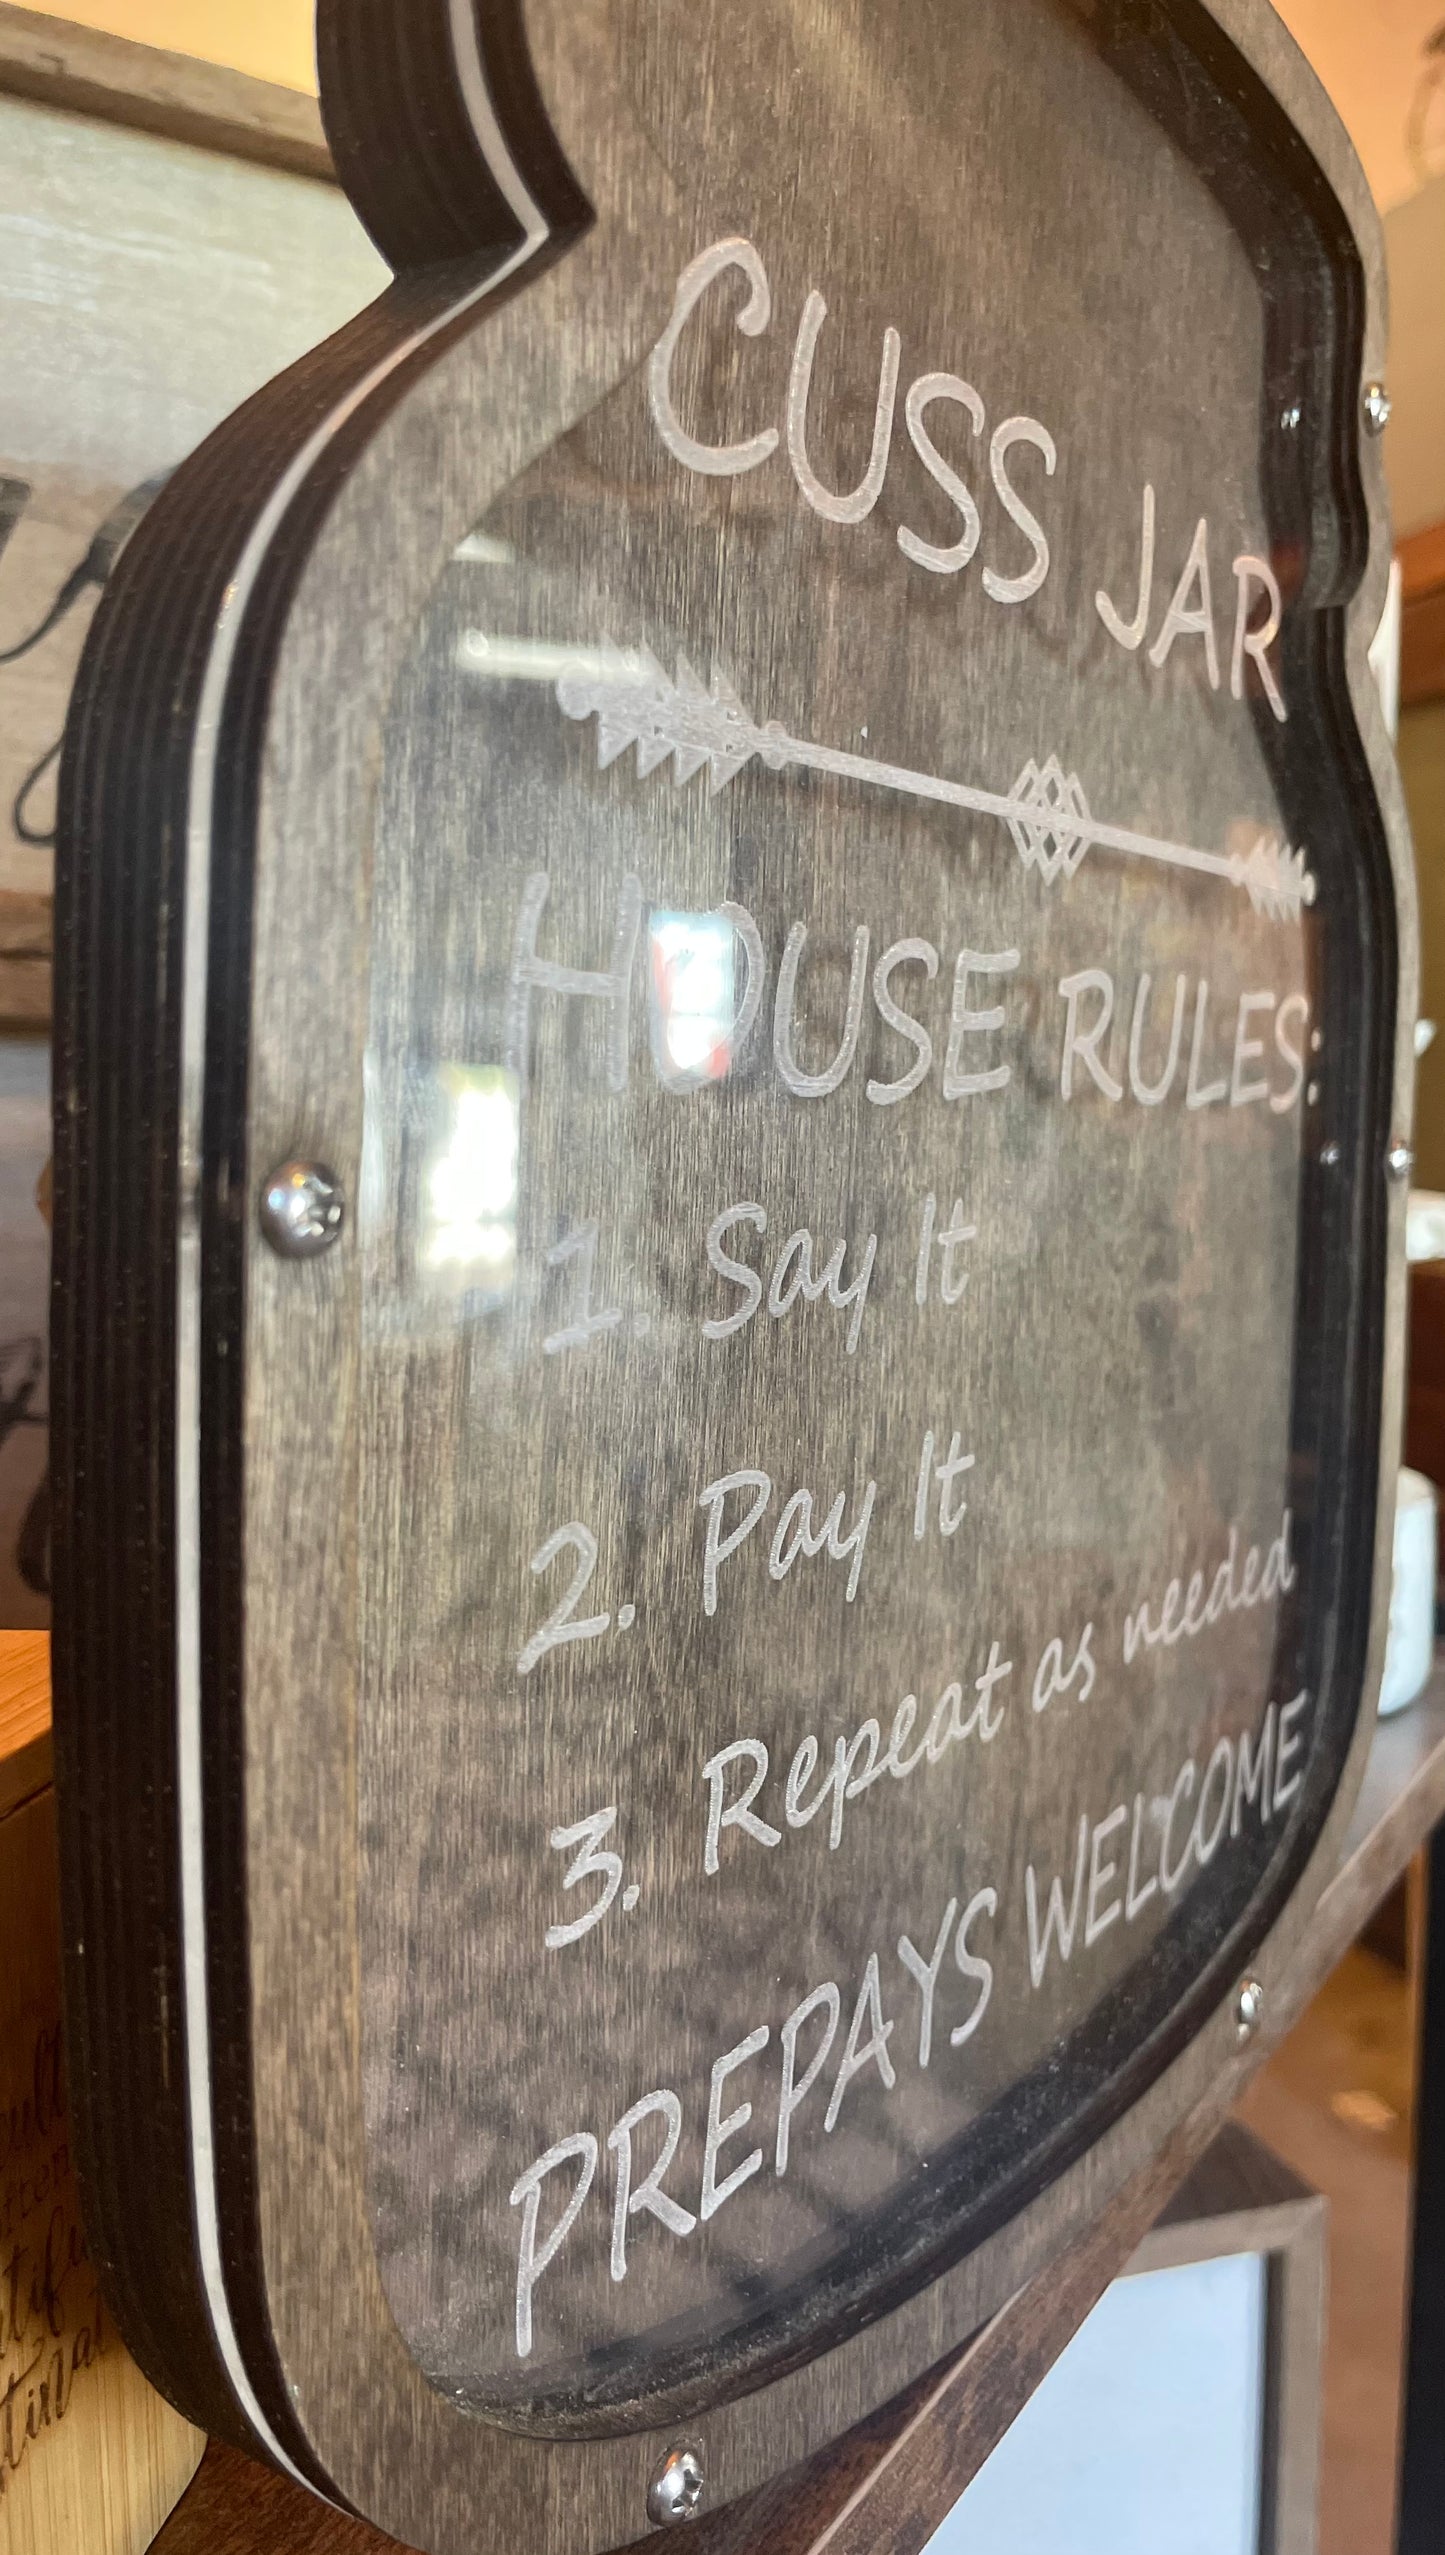 CUSS JAR
HOUSE RULES:
1. Say It
2. Pay It
3. Repeat as needed
PREPAYS WELCOME